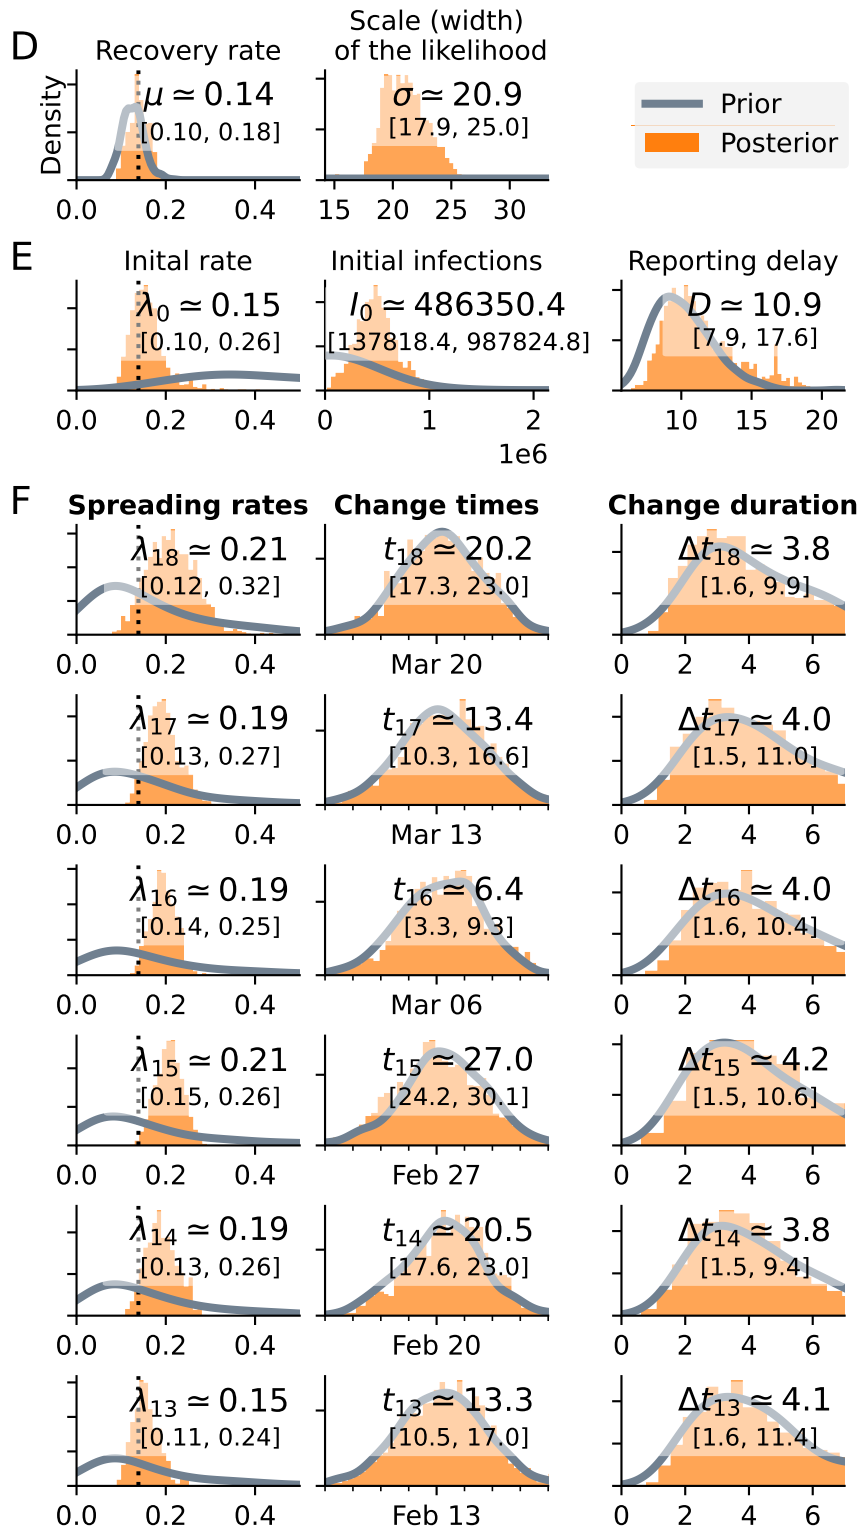 D
Recovery rate
Scale (width)
of the likelihood
Density
μ ≃ 0.14
[0.10, 0.18]
σ ≃ 20.9
[17.9, 25.0]
Prior
Posterior
0.0 0.2 0.4
15 20 25 30
E
Inital rate
Initial infections
Reporting delay
λ0 ≃ 0.15
[0.10, 0.26]
I0 ≃ 486350.4
[137818.4, 987824.8]
D ≃ 10.9
[7.9, 17.6]
0.0 0.2 0.4
0 1 2
1e6
10 15 20
F
Spreading rates
Change times
Change duration
λ18 ≃ 0.21
[0.12, 0.32]
t18 ≃ 20.2
[17.3, 23.0]
Δt18 ≃ 3.8
[1.6, 9.9]
0.0 0.2 0.4
Mar 20
0 2 4 6
λ17 ≃ 0.19
[0.13, 0.27]
t17 ≃ 13.4
[10.3, 16.6]
Δt17 ≃ 4.0
[1.5, 11.0]
0.0 0.2 0.4
Mar 13
0 2 4 6
λ16 ≃ 0.19
[0.14, 0.25]
t16 ≃ 6.4
[3.3, 9.3]
Δt16 ≃ 4.0
[1.6, 10.4]
0.0 0.2 0.4
Mar 06
0 2 4 6
λ15 ≃ 0.21
[0.15, 0.26]
t15 ≃ 27.0
[24.2, 30.1]
Δt15 ≃ 4.2
[1.5, 10.6]
0.0 0.2 0.4
Feb 27
0 2 4 6
λ14 ≃ 0.19
[0.13, 0.26]
t14 ≃ 20.5
[17.6, 23.0]
Δt14 ≃ 3.8
[1.5, 9.4]
0.0 0.2 0.4
Feb 20
0 2 4 6
λ13 ≃ 0.15
[0.11, 0.24]
t13 ≃ 13.3
[10.5, 17.0]
Δt13 ≃ 4.1
[1.6, 11.4]
0.0 0.2 0.4
Feb 13
0 2 4 6